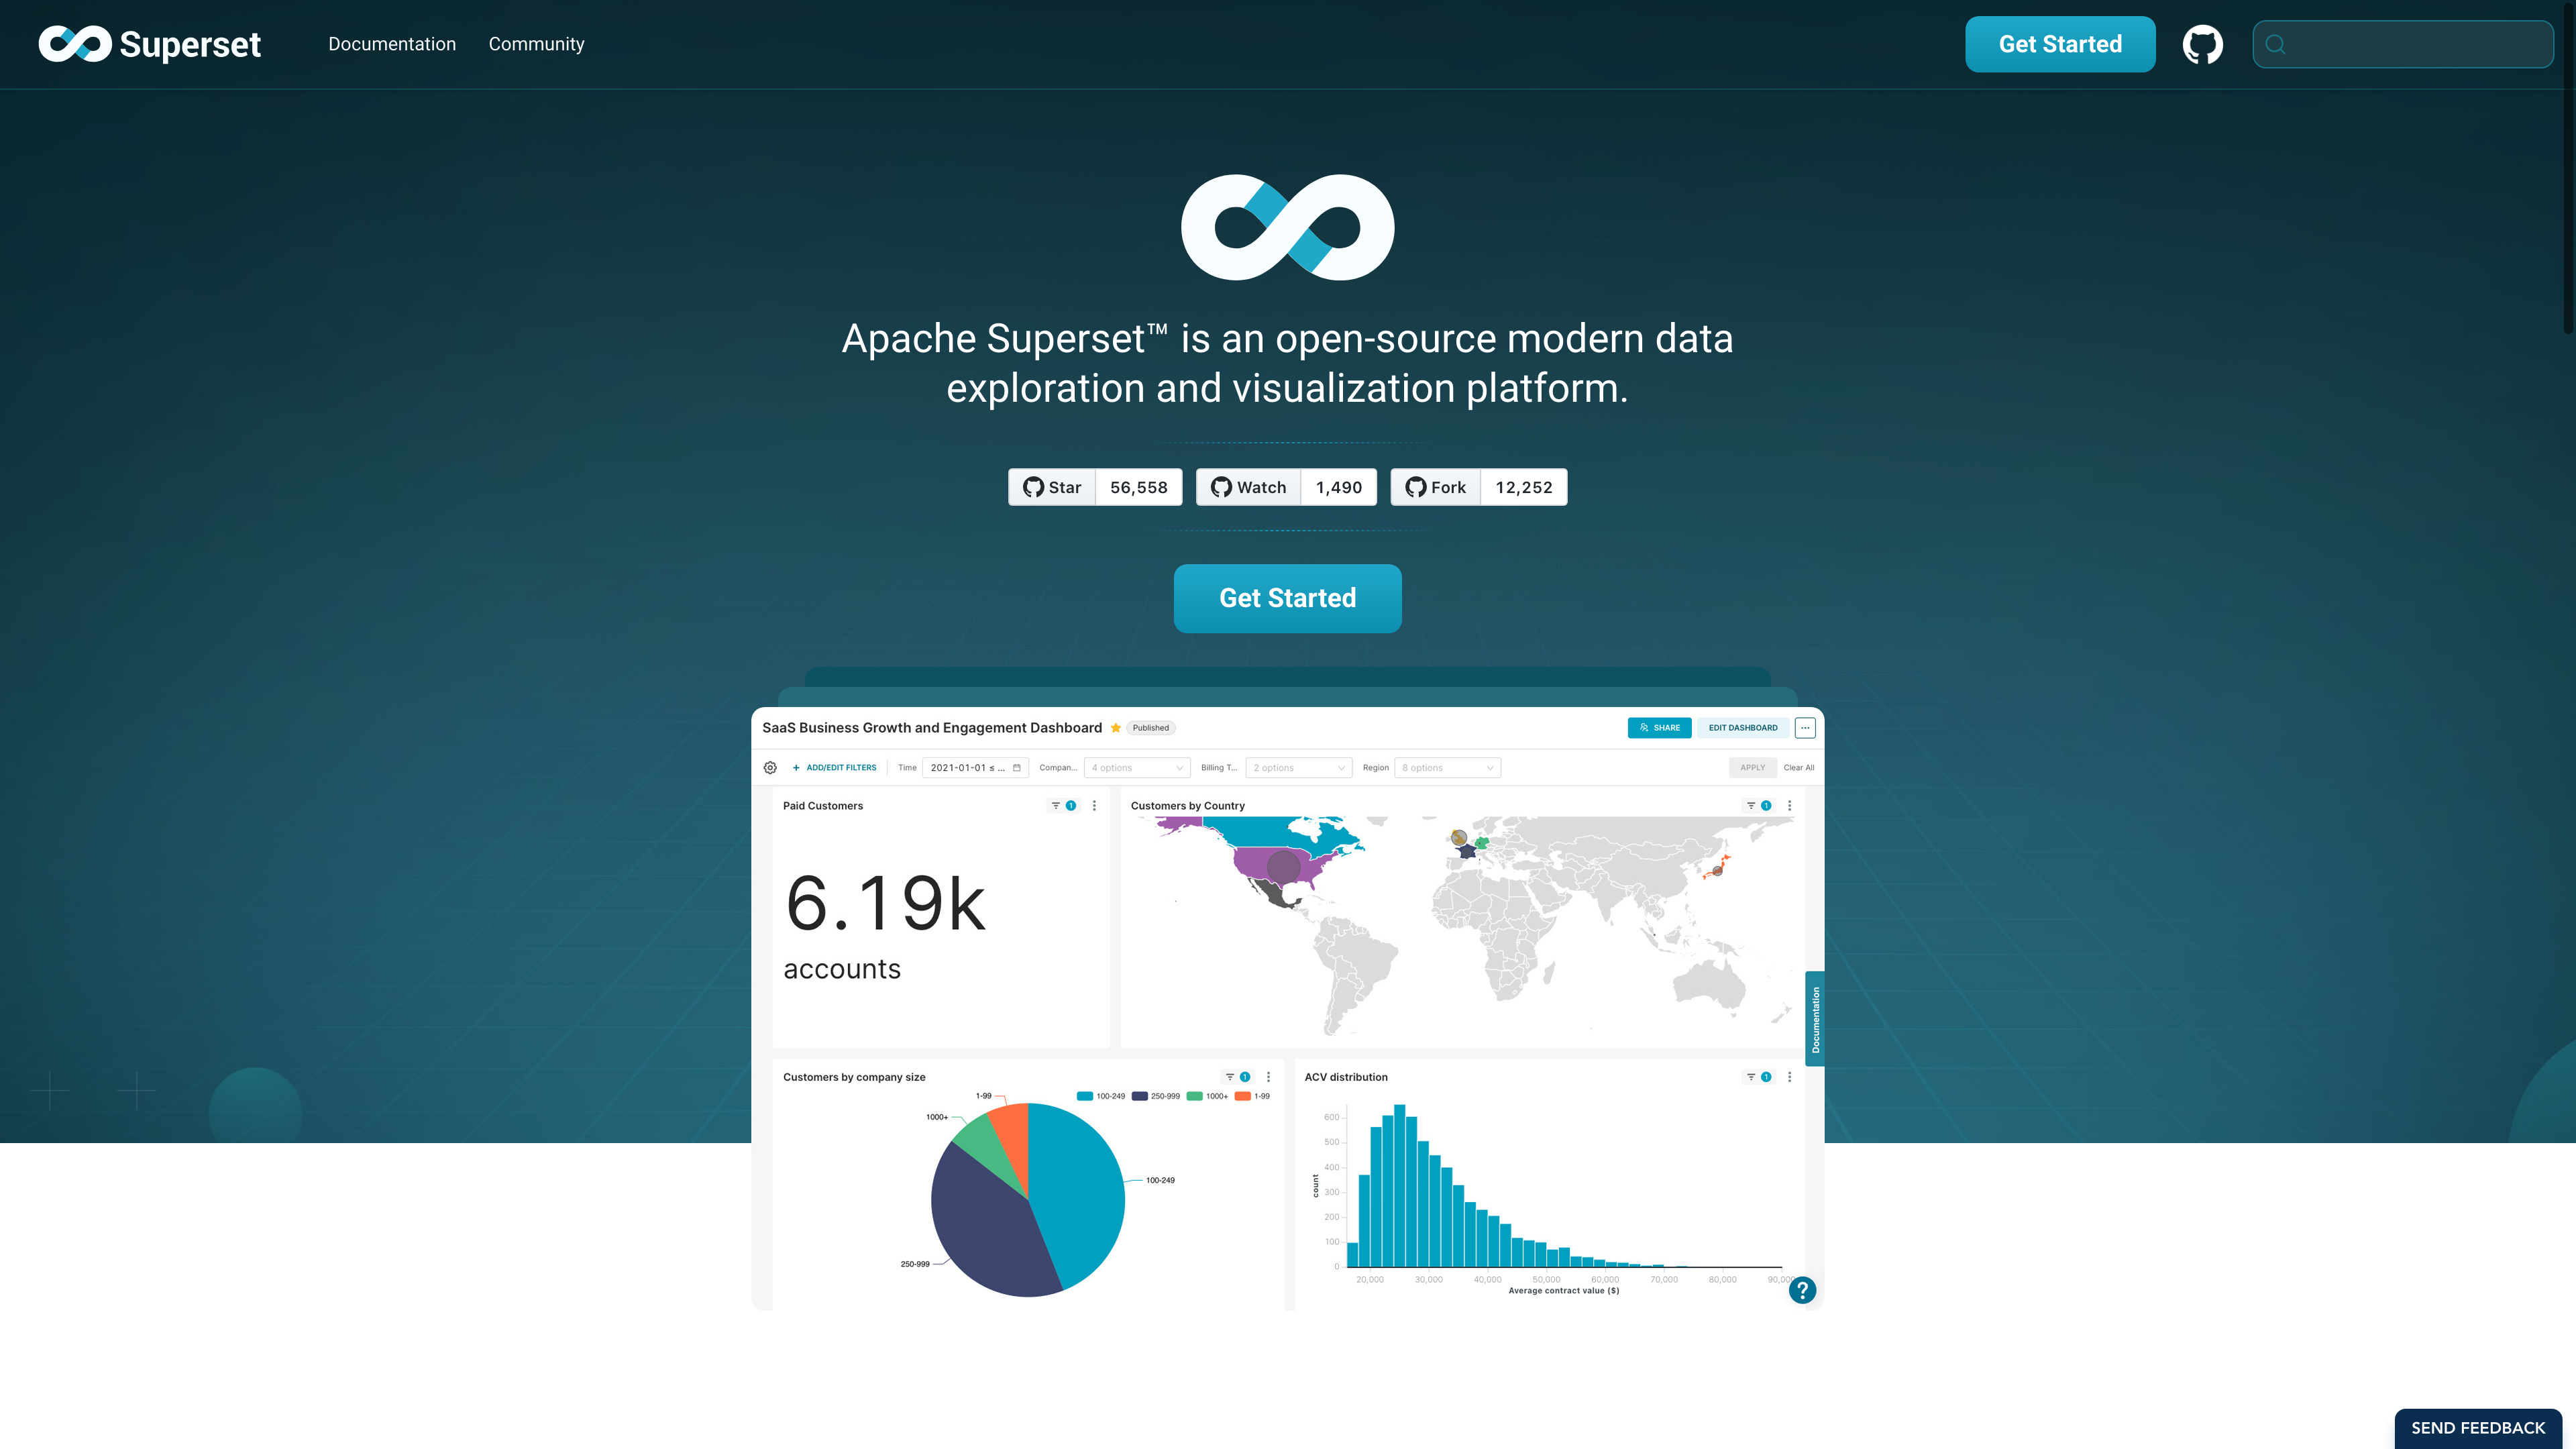 Superset
Documentation
Community
Get Started
Apache Superset™ is an open-source modern data
exploration and visualization platform.
Star 56,558
Watch 1,490
Fork 12,252
Get Started
SaaS Business Growth and Engagement Dashboard
Published
SHARE
EDIT DASHBOARD
...
+ ADD/EDIT FILTERS
Time
2021-01-01 ≤ ...
Compan...
4 options
Billing T...
2 options
Region
8 options
APPLY
Clear All
Paid Customers
1
6.19k
accounts
Customers by Country
1
Documentation
Customers by company size
1
100-249 250-999 1000+ 1-99
1-99
1000+
100-249
250-999
ACV distribution
1
600
500
400
300
200
100
0
count
20,000 30,000 40,000 50,000 60,000 70,000 80,000 90,000
Average contract value ($)
?
SEND FEEDBACK